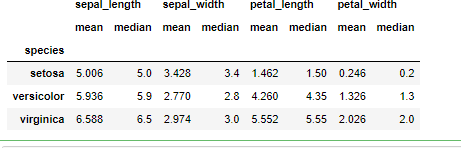 sepal_length sepal_width petal_length petal_width
mean median mean median mean median mean median
species
setosa 5.006 5.0 3.428 3.4 1.462 1.50 0.246 0.2
versicolor 5.936 5.9 2.770 2.8 4.260 4.35 1.326 1.3
virginica 6.588 6.5 2.974 3.0 5.552 5.55 2.026 2.0